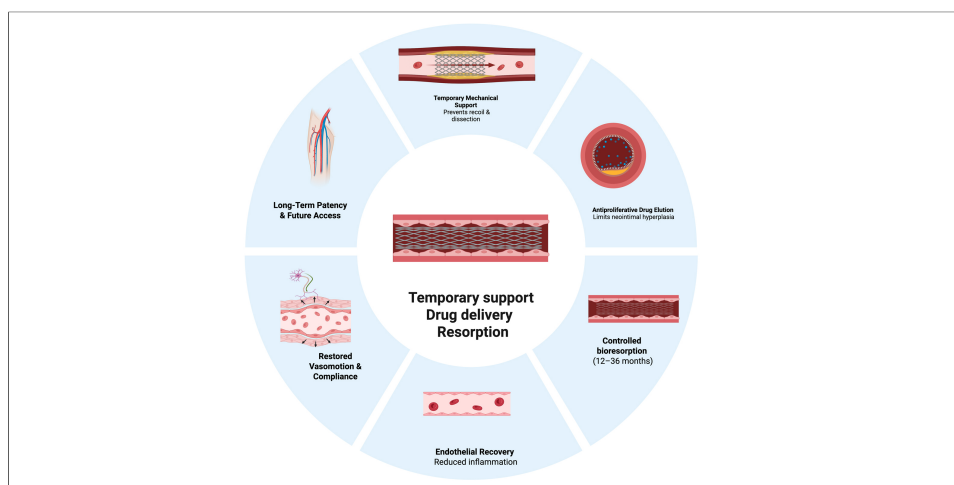 Temporary Mechanical
Support
Prevents recoil &
dissection
Antiproliferative Drug Elution
Limits neointimal hyperplasia
Controlled
bioresorption
(12–36 months)
Endothelial Recovery
Reduced inflammation
Restored
Vasomotion &
Compliance
Long-Term Patency
& Future Access
Temporary support
Drug delivery
Resorption